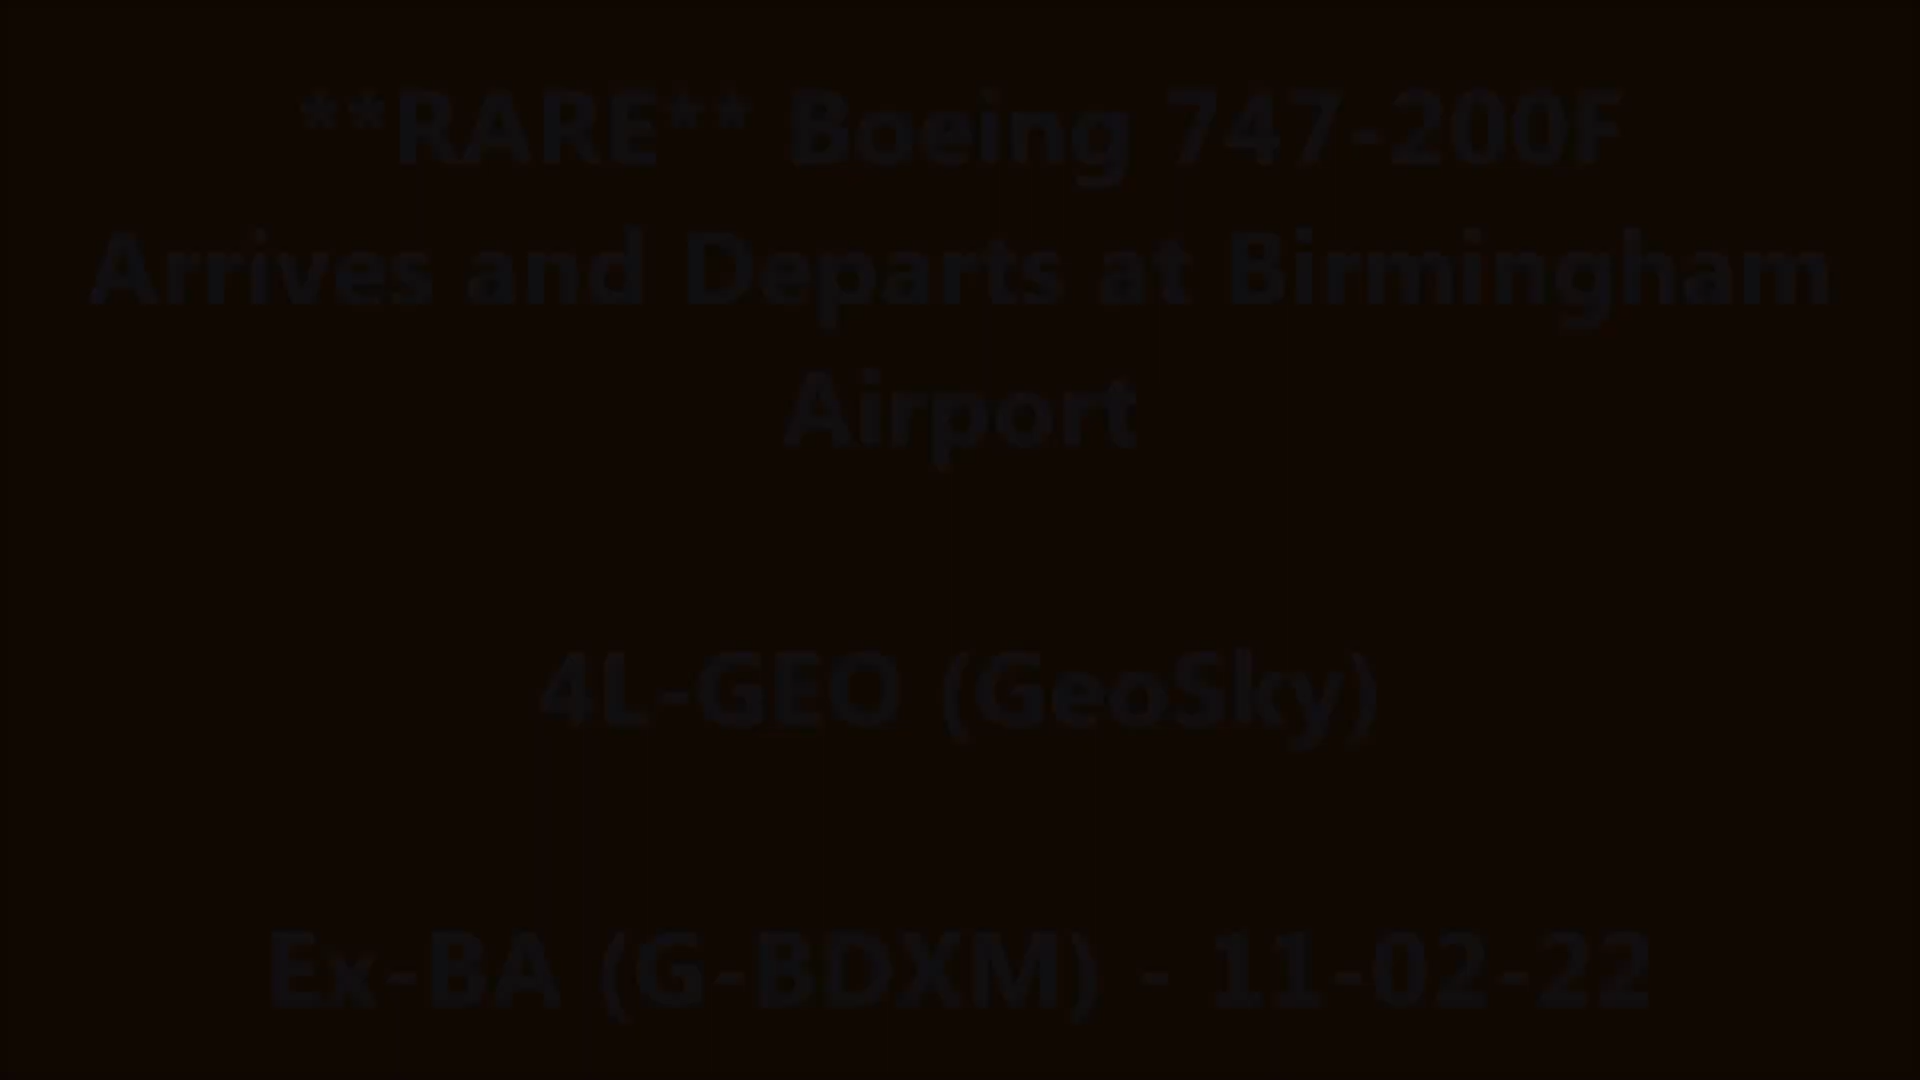 **RARE** Boeing 747-200F
Arrives and Departs at Birmingham
Airport
4L-GEO (GeoSky)
Ex-BA (G-BDXM) - 11-02-22